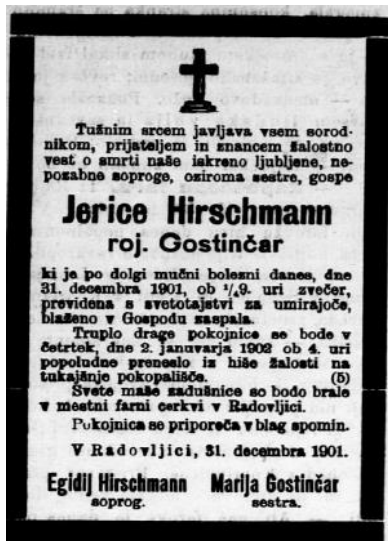 Tužnim srcem javljava vsem sorod-
nikom, prijateljem in znancem žalostno
vest o smrti naše iskreno ljubljene, ne-
pozabne soproge, oziroma sestre, gospe
Jerice Hirschmann
roj. Gostinčar
ki je po dolgi mučni bolezni danes, dne
31. decembra 1901, ob ¼9. uri zvečer,
previdena s svetotajstvi za umirajoče,
blaženo v Gospodu zaspala.
Truplo drage pokojnice se bode v
četrtek, dne 2. januvarja 1902 ob 4. uri
popoludne preneslo iz hiše žalosti na
tukajšnje pokopališče. (5)
Svete maše zadušnice so bodo brale
v mestni farni cerkvi v Radovljici.
Pokojnica se priporoča v blag spomin.
V Radovljici, 31. decembra 1901.
Egidij Hirschmann Marija Gostinčar
soprog. sestra.